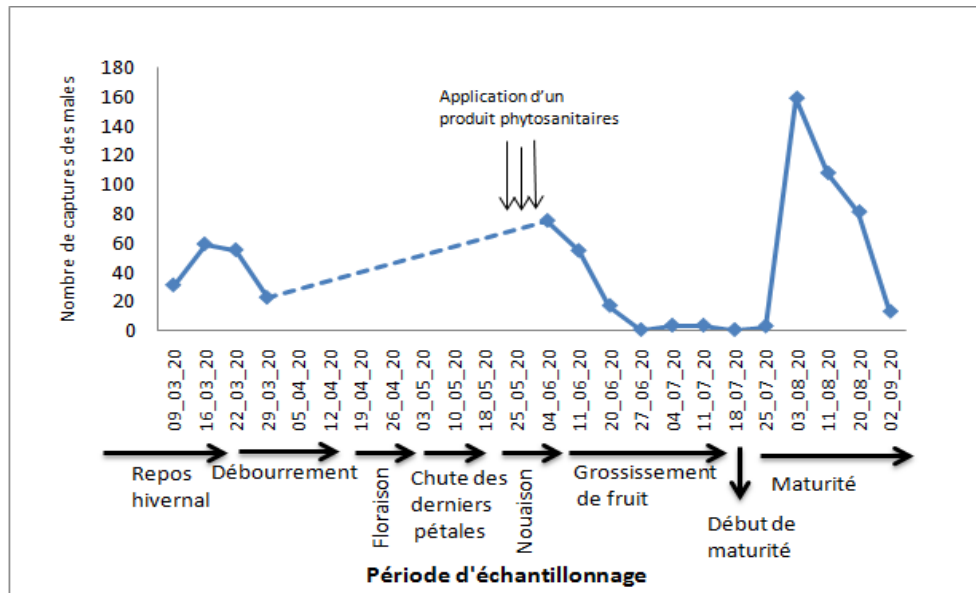 Nombre de captures des males
180
160
140
120
100
80
60
40
20
0
Application d'un
produit phytosanitaires
09_03_20
16_03_20
22_03_20
29_03_20
05_04_20
12_04_20
19_04_20
26_04_20
03_05_20
10_05_20
18_05_20
25_05_20
04_06_20
11_06_20
20_06_20
27_06_20
04_07_20
11_07_20
18_07_20
25_07_20
03_08_20
11_08_20
20_08_20
02_09_20
Repos
hivernal
Débourrement
Floraison
Chute des
derniers
pétales
Nouaison
Grossissement
de fruit
Début de
maturité
Maturité
Période d'échantillonnage